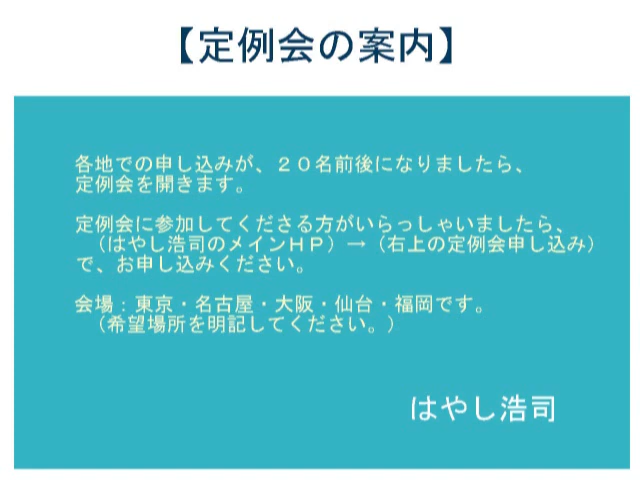 【定例会の案内】
各地での申し込みが、２０名前後になりましたら、
定例会を開きます。
定例会に参加してくださる方がいらっしゃいましたら、
（はやし浩司のメインＨＰ）→（右上の定例会申し込み）
で、お申し込みください。
会場：東京・名古屋・大阪・仙台・福岡です。
（希望場所を明記してください。）
はやし浩司